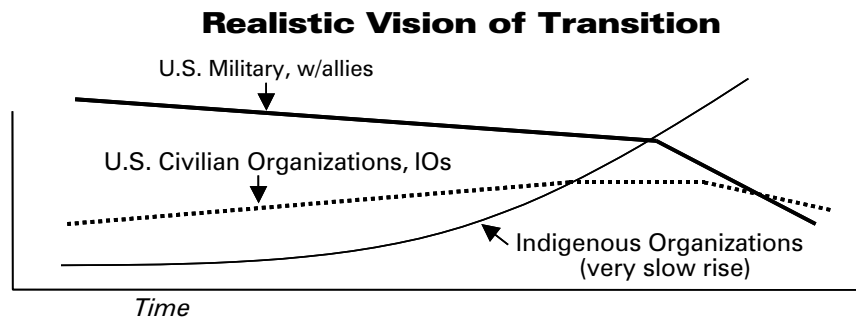 Realistic Vision of Transition
U.S. Military, w/allies
U.S. Civilian Organizations, IOs
Indigenous Organizations
(very slow rise)
Time